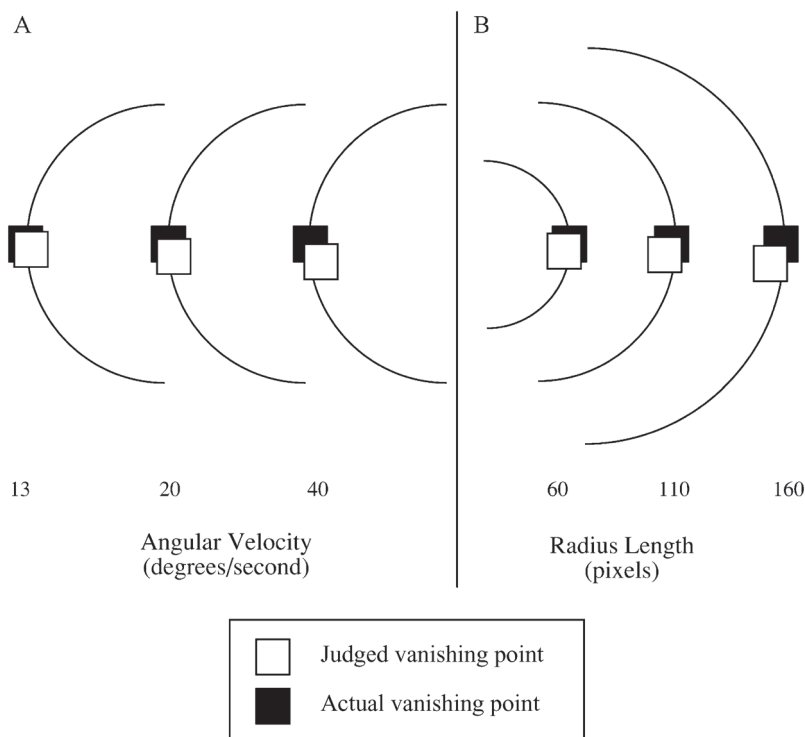 A
B
13 20 40
60 110 160
Angular Velocity
(degrees/second)
Radius Length
(pixels)
Judged vanishing point
Actual vanishing point